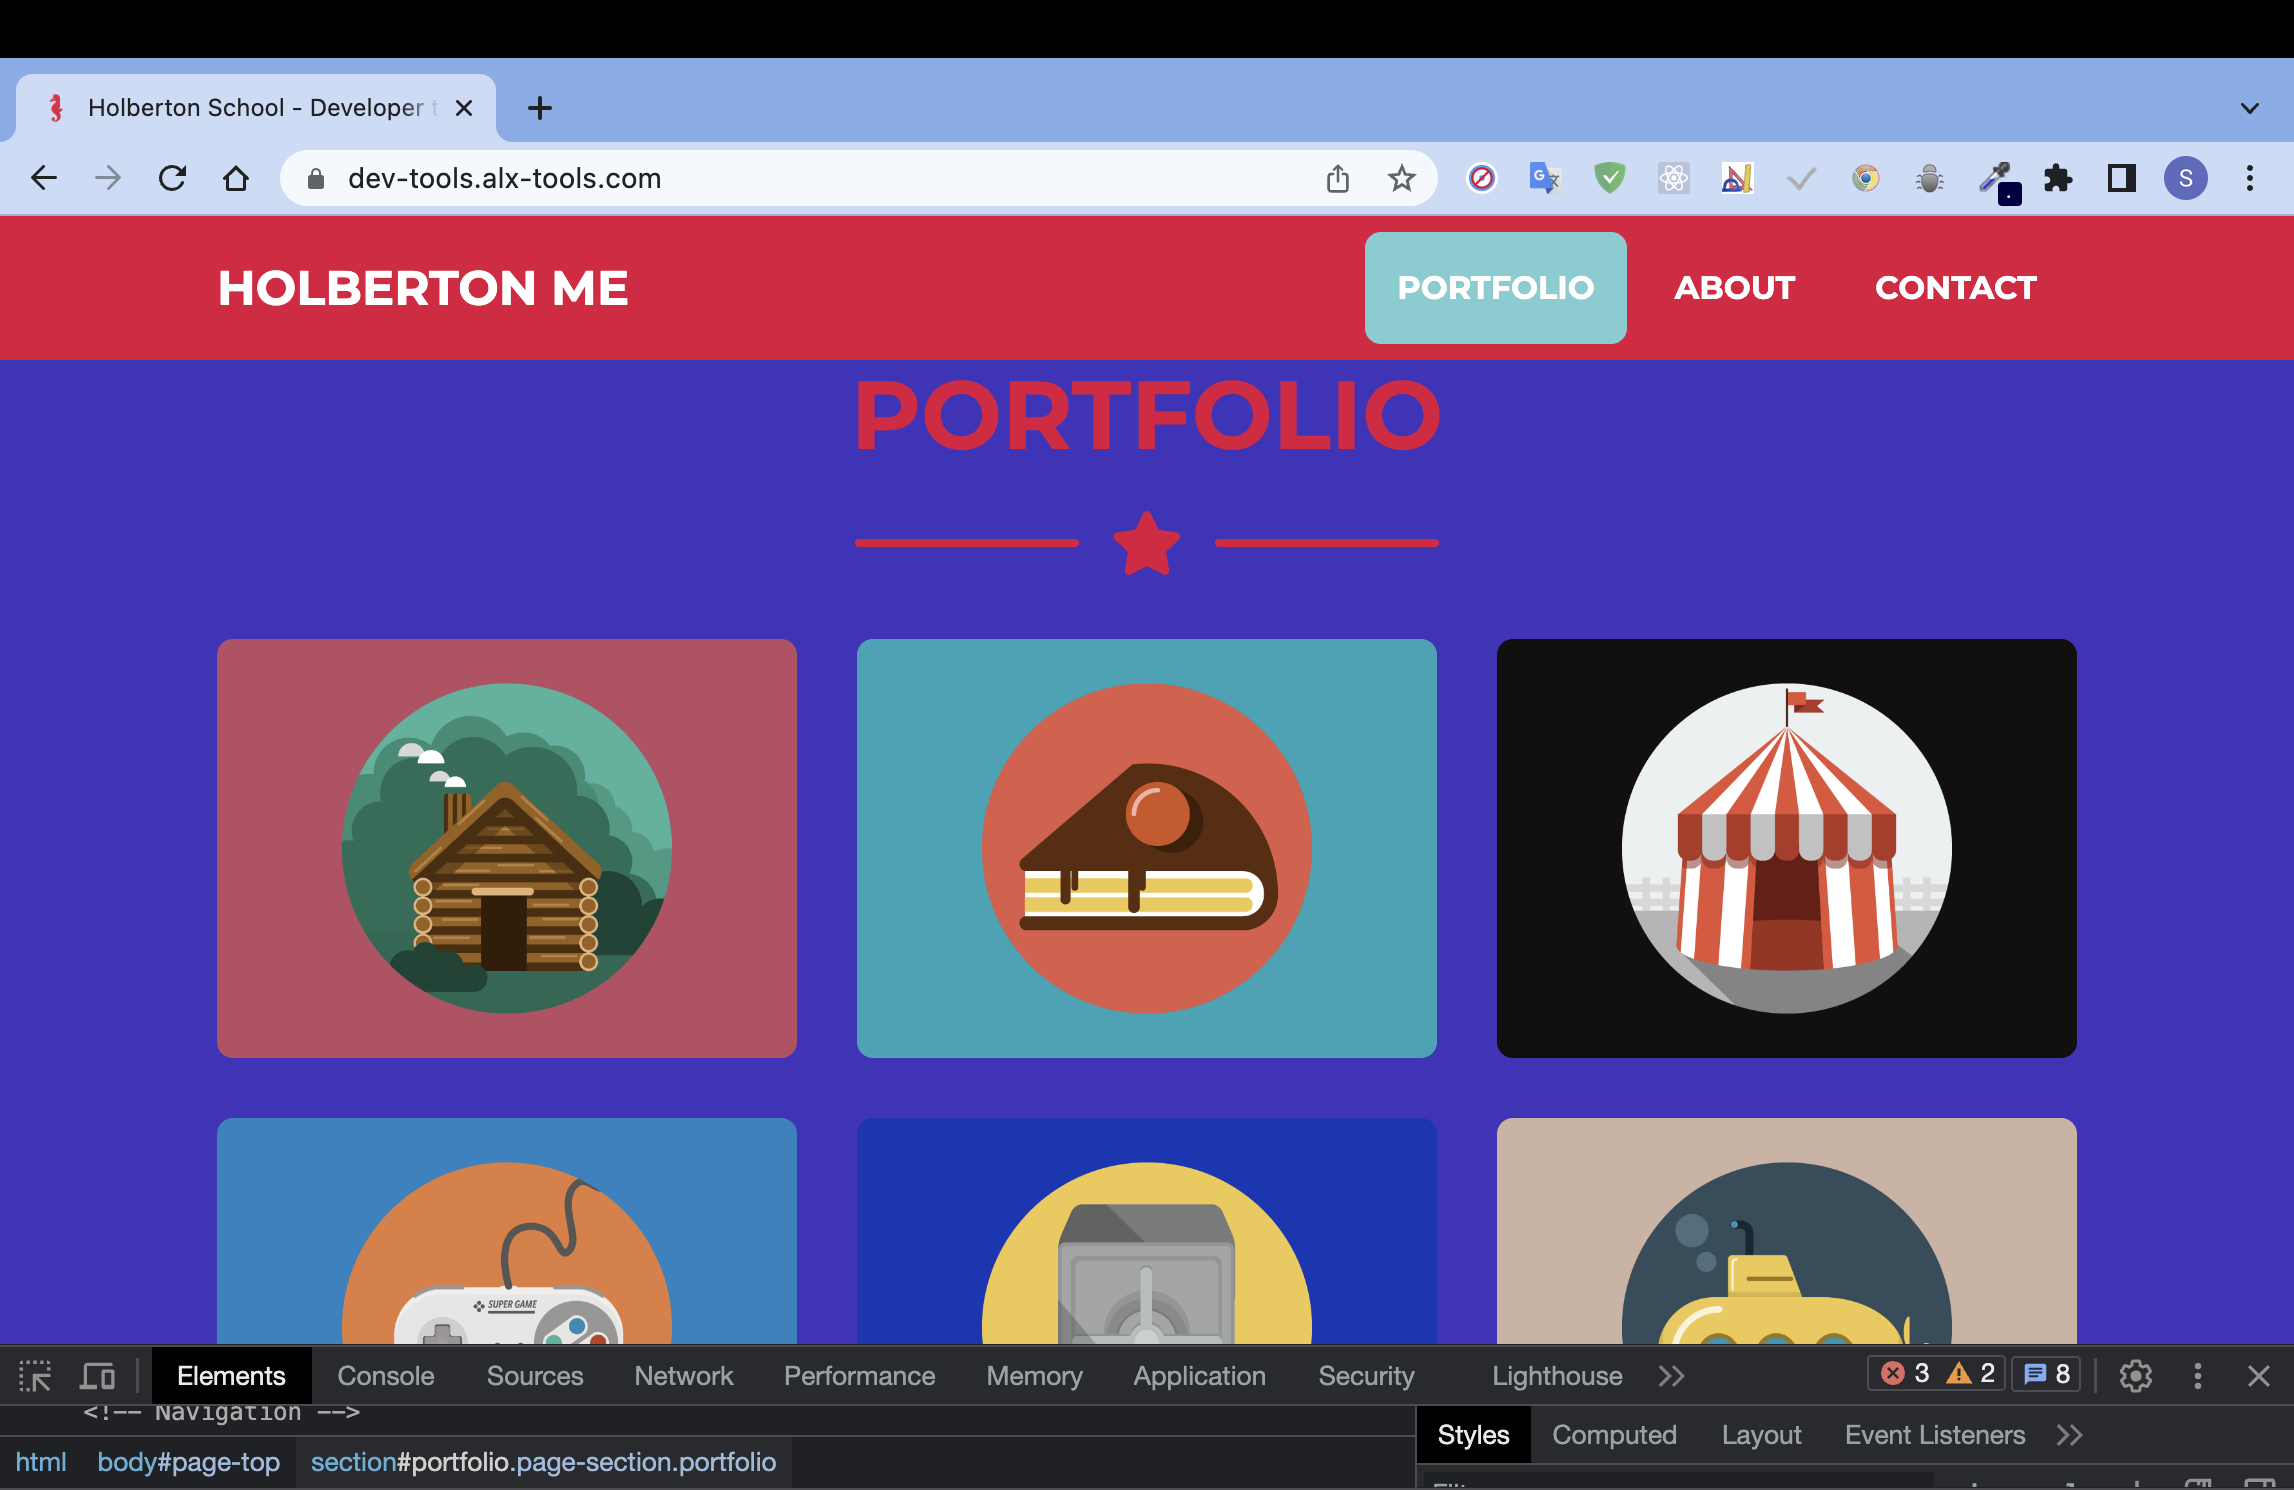 Holberton School - Developer t
dev-tools.alx-tools.com
S
HOLBERTON ME
PORTFOLIO
ABOUT
CONTACT
PORTFOLIO
SUPER GAME
Elements
Console
Sources
Network
Performance
Memory
Application
Security
Lighthouse
3
2
8
<!-- Navigation -->
html
body#page-top
section#portfolio.page-section.portfolio
Styles
Computed
Layout
Event Listeners